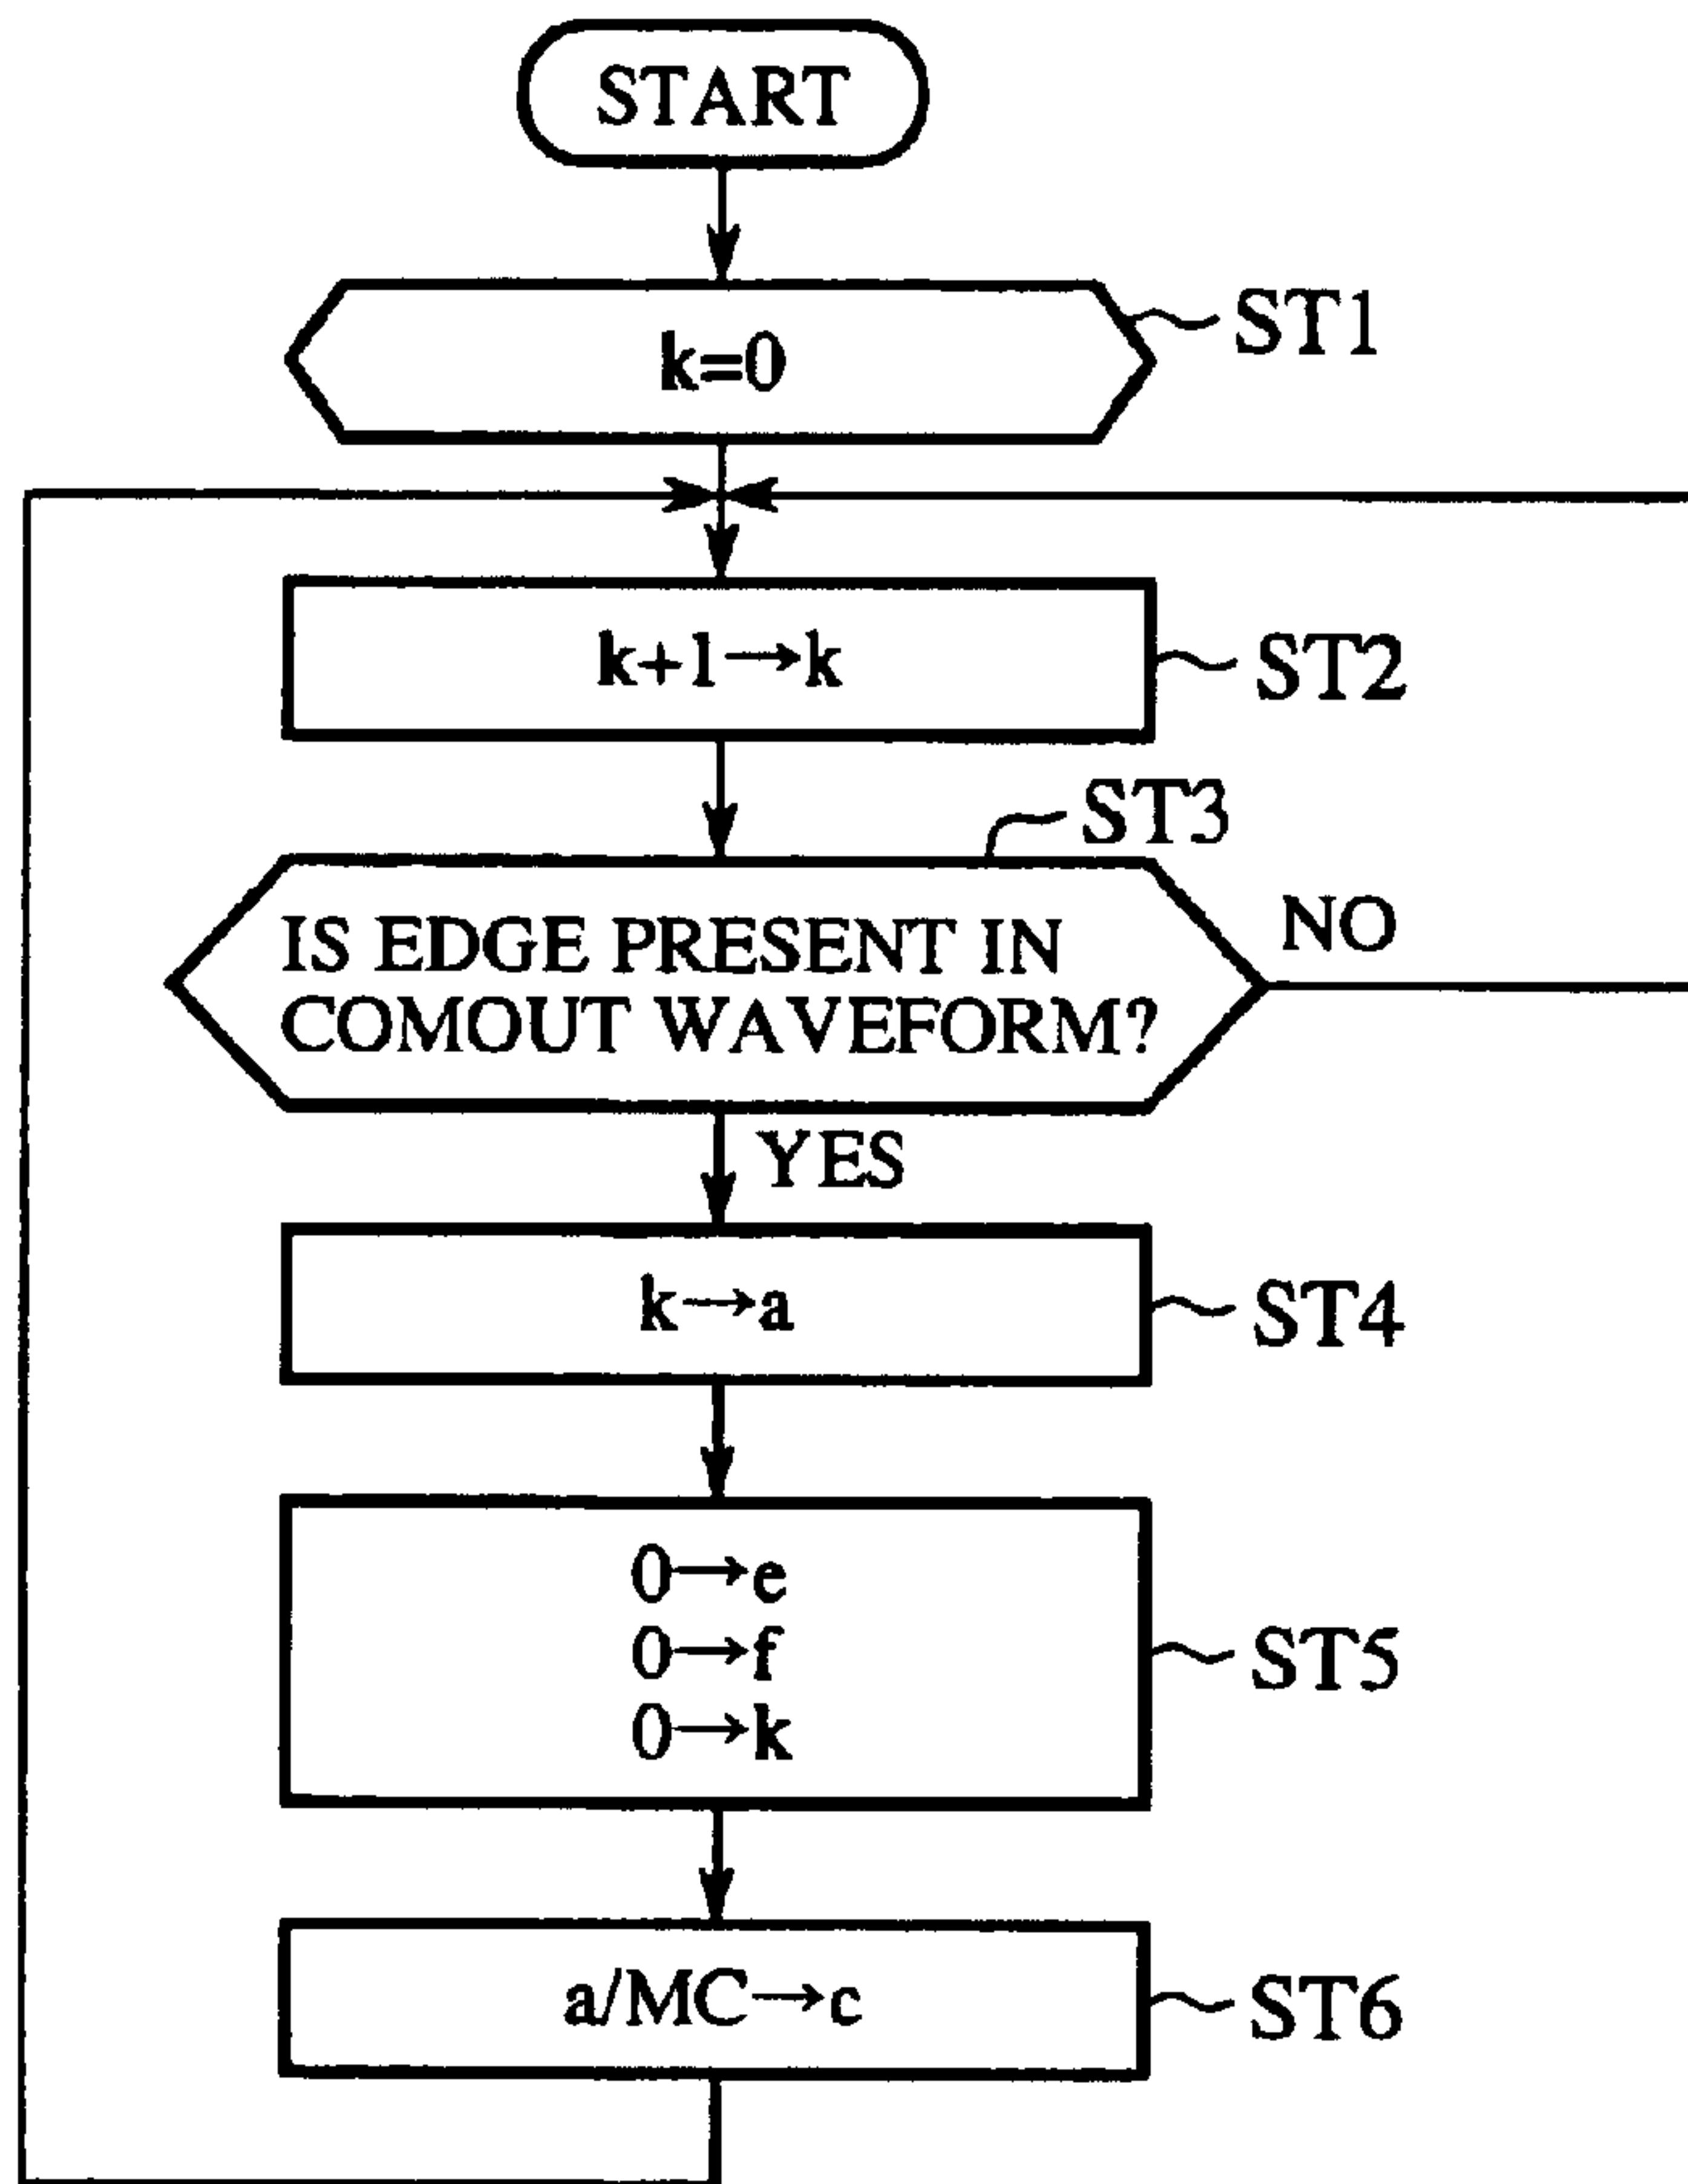 START
k=0
ST1
k+1→k
ST2
ST3
IS EDGE PRESENT IN
COMOUT WAVEFORM?
NO
YES
k→a
ST4
0→e
0→f
0→k
ST5
a/MC→c
ST6